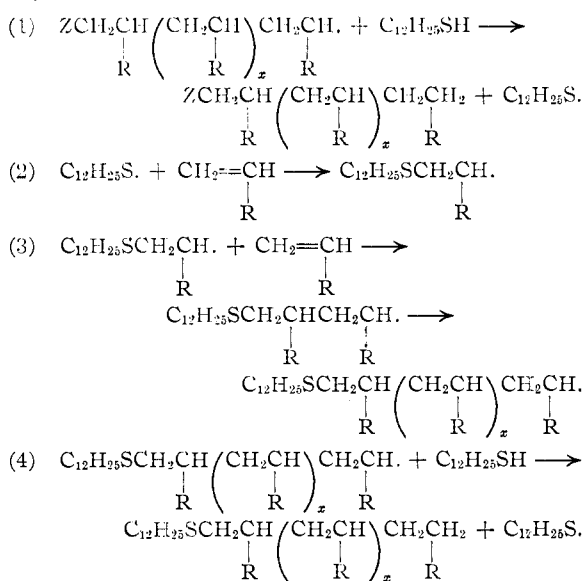 (1) ZCH₂CH(CH₂CH)ₓCH₂CH. + C₁₂H₂₅SH ⟶
R R R
ZCH₂CH(CH₂CH)ₓCH₂CH₂ + C₁₂H₂₅S.
R R R
(2) C₁₂H₂₅S. + CH₂=CH ⟶ C₁₂H₂₅SCH₂CH.
R R
(3) C₁₂H₂₅SCH₂CH. + CH₂=CH ⟶
R R
C₁₂H₂₅SCH₂CHCH₂CH. ⟶
R R
C₁₂H₂₅SCH₂CH(CH₂CH)ₓCH₂CH.
R R R
(4) C₁₂H₂₅SCH₂CH(CH₂CH)ₓCH₂CH. + C₁₂H₂₅SH ⟶
R R R
C₁₂H₂₅SCH₂CH(CH₂CH)ₓCH₂CH₂ + C₁₂H₂₅S.
R R R